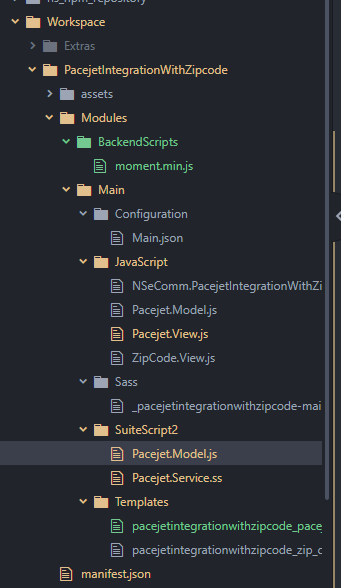 ns_npm_repository
Workspace
Extras
PacejetIntegrationWithZipcode
assets
Modules
BackendScripts
moment.min.js
Main
Configuration
Main.json
JavaScript
NSeComm.PacejetIntegrationWithZi
Pacejet.Model.js
Pacejet.View.js
ZipCode.View.js
Sass
_pacejetintegrationwithzipcode-mai
SuiteScript2
Pacejet.Model.js
Pacejet.Service.ss
Templates
pacejetintegrationwithzipcode_pace
pacejetintegrationwithzipcode_zip_c
manifest.json